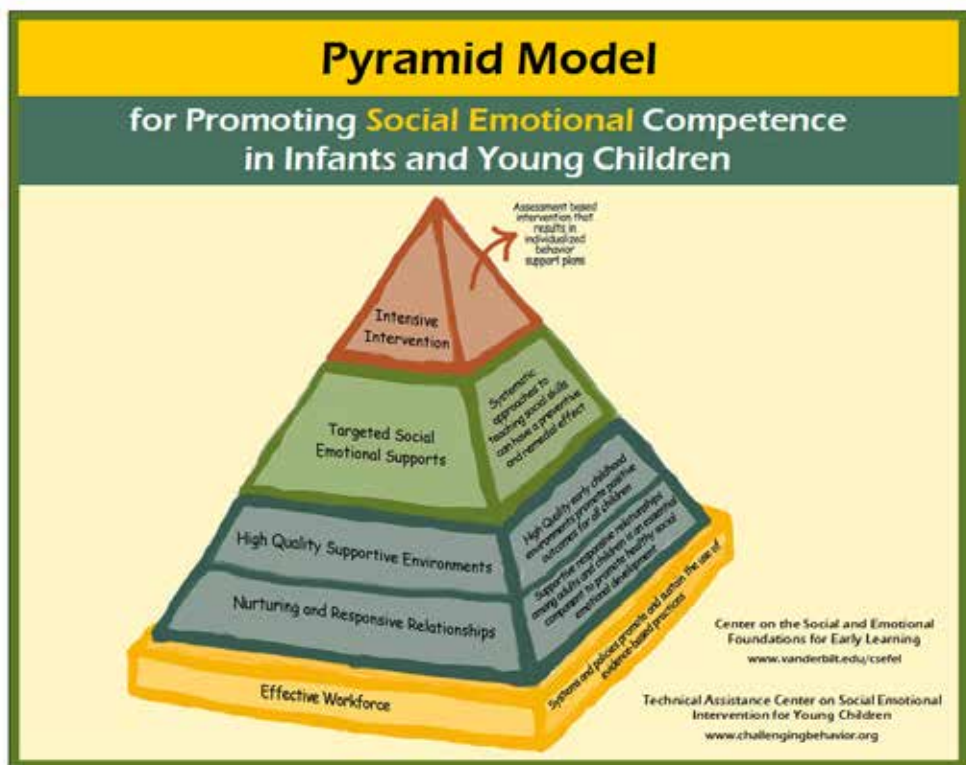 Pyramid Model
for Promoting Social Emotional Competence
in Infants and Young Children
Assessment based
intervention that
results in
individualized
behavior
support plans
Intensive
Intervention
Systematic
approaches to
teaching social skills
can have a preventive
and remedial effect
Targeted Social
Emotional Supports
High Quality early childhood
environments promote positive
outcomes for all children
High Quality Supportive Environments
Supportive responsive relationships
among adults and children is an essential
component to promote healthy social
emotional development
Nurturing and Responsive Relationships
Systems and policies promote and sustain the use of
evidence-based practices
Effective Workforce
Center on the Social and Emotional
Foundations for Early Learning
www.vanderbilt.edu/csefel
Technical Assistance Center on Social Emotional
Intervention for Young Children
www.challengingbehavior.org